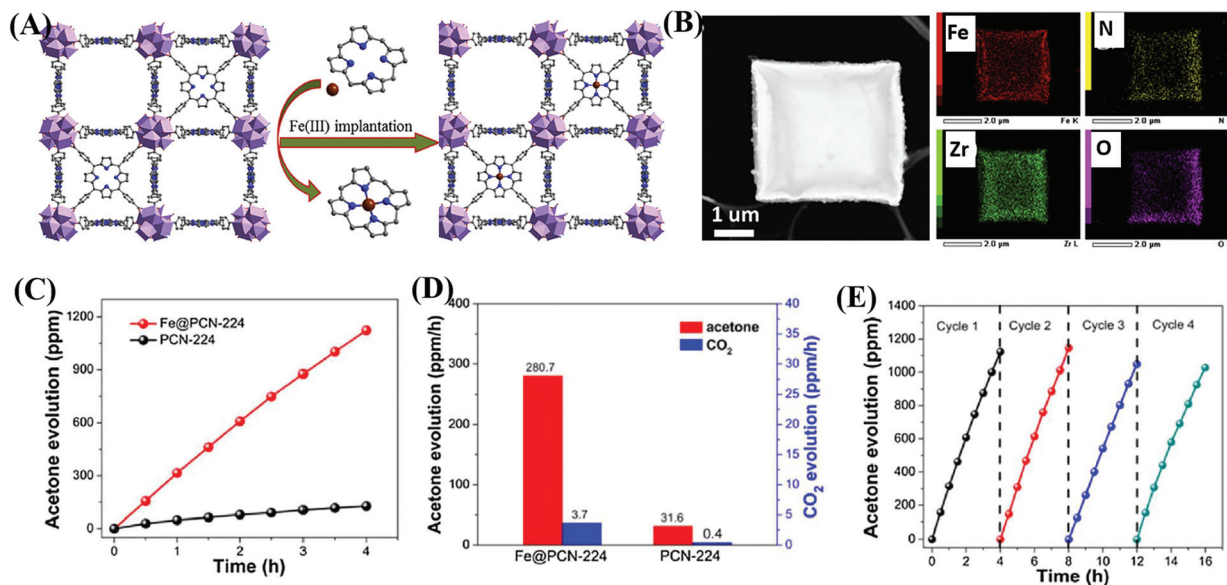 (A)
Fe(III) implantation
(B)
1 um
Fe
2.0 μm
Fe K
N
2.0 μm
N
Zr
2.0 μm
Zr L
O
2.0 μm
O
(C)
Acetone evolution (ppm)
1200
900
600
300
0
Fe@PCN-224
PCN-224
0 1 2 3 4
Time (h)
(D)
Acetone evolution (ppm/h)
400
300
200
100
0
acetone
CO2
280.7
3.7
31.6
0.4
Fe@PCN-224 PCN-224
40
35
30
25
20
15
10
5
0
CO2 evolution (ppm/h)
(E)
Acetone evolution (ppm)
1400
1200
1000
800
600
400
200
0
Cycle 1 Cycle 2 Cycle 3 Cycle 4
0 2 4 6 8 10 12 14 16
Time (h)